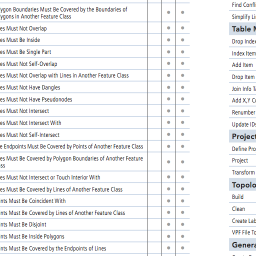 ygon Boundaries Must Be Covered by the Boundaries of
lygons in Another Feature Class
es Must Not Overlap
es Must Be Inside
es Must Be Single Part
es Must Not Self-Overlap
es Must Not Overlap with Lines in Another Feature Class
es Must Not Have Dangles
es Must Not Have Pseudonodes
es Must Not Intersect
es Must Not Intersect With
es Must Not Self-Intersect
e Endpoints Must Be Covered by Points of Another Feature Class
es Must Be Covered by Polygon Boundaries of Another Feature
ss
es Must Not Intersect or Touch Interior With
es Must Be Covered by Lines of Another Feature Class
nts Must Be Coincident With
nts Must Be Covered by Lines of Another Feature Class
nts Must Be Disjoint
nts Must Be Inside Polygons
nts Must Be Covered by the Endpoints of Lines
Find Confli
Simplify Li
Table M
Drop Index
Index Item
Add Item
Drop Item
Join Info Ta
Add X,Y Co
Renumber
Update IDs
Project
Define Pro
Project
Transform
Topolo
Build
Clean
Create Lab
VPF File To
Genera